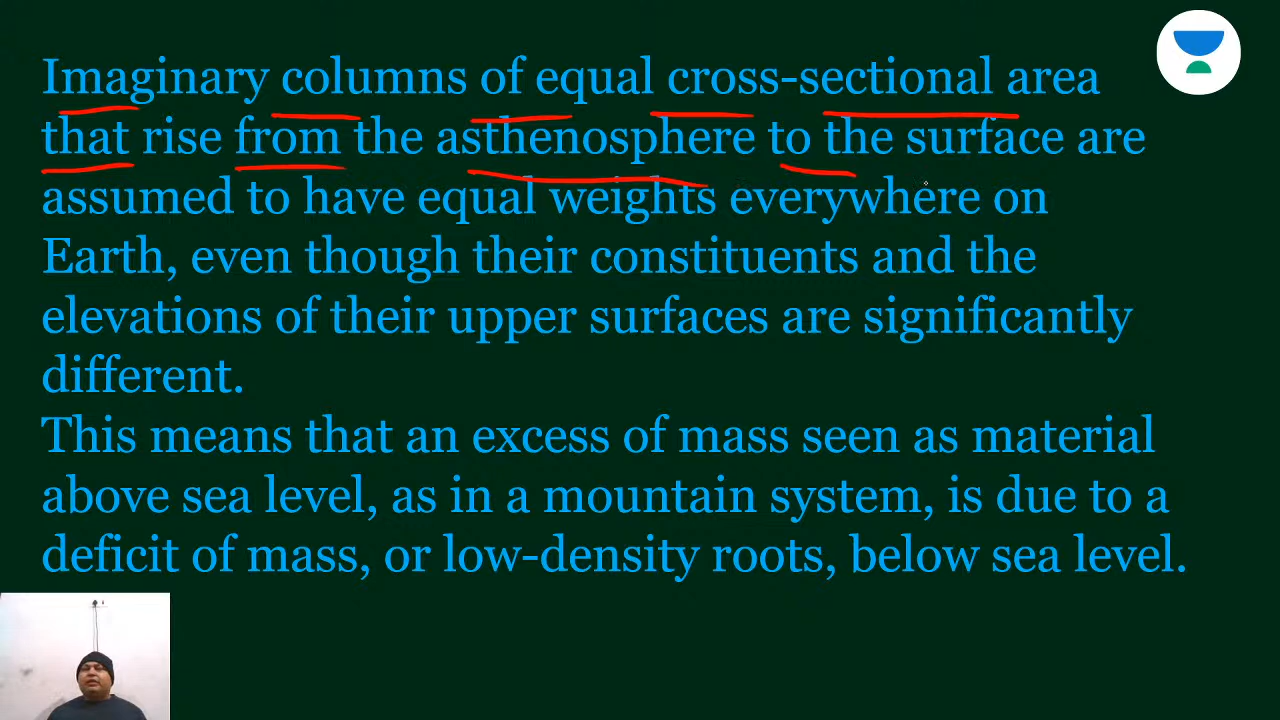 Imaginary columns of equal cross-sectional area
that rise from the asthenosphere to the surface are
assumed to have equal weights everywhere on
Earth, even though their constituents and the
elevations of their upper surfaces are significantly
different.
This means that an excess of mass seen as material
above sea level, as in a mountain system, is due to a
deficit of mass, or low-density roots, below sea level.